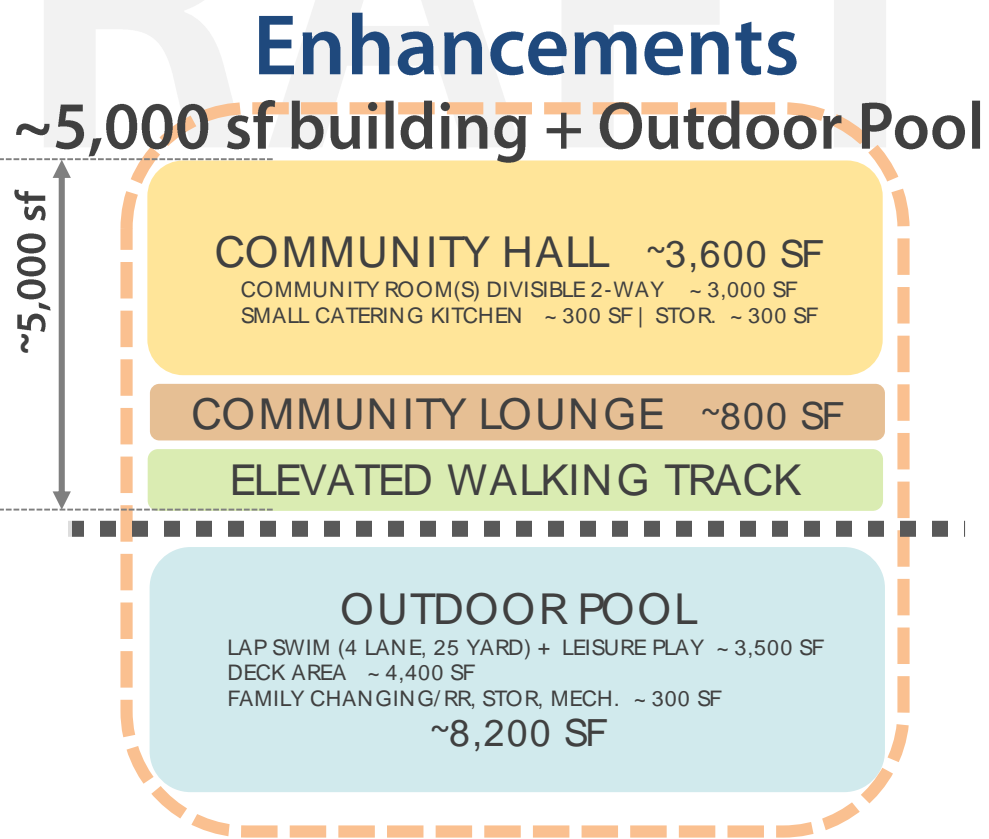 Enhancements
~5,000 sf building + Outdoor Pool
~5,000 sf
COMMUNITY HALL ~3,600 SF
COMMUNITY ROOM(S) DIVISIBLE 2-WAY ~ 3,000 SF
SMALL CATERING KITCHEN ~ 300 SF | STOR. ~ 300 SF
COMMUNITY LOUNGE ~800 SF
ELEVATED WALKING TRACK
OUTDOOR POOL
LAP SWIM (4 LANE, 25 YARD) + LEISURE PLAY ~ 3,500 SF
DECK AREA ~ 4,400 SF
FAMILY CHANGING/RR, STOR, MECH. ~ 300 SF
~8,200 SF